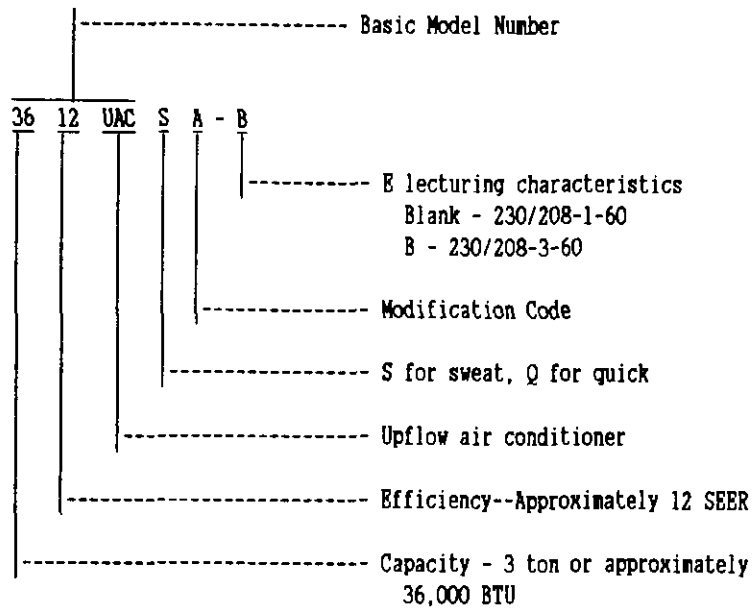 Basic Model Number
36 12 UAC S A - B
E lecturing characteristics
Blank - 230/208-1-60
B - 230/208-3-60
Modification Code
S for sweat, Q for quick
Upflow air conditioner
Efficiency--Approximately 12 SEER
Capacity - 3 ton or approximately
36,000 BTU